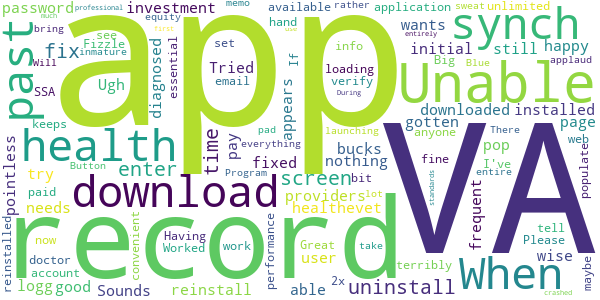 password investment available application unlimited
professional memo rather sweat
much equity hand wants
past fix bring set initial synch
Will Fizzle see info still happy
inmature essential If applaud
SSA Ugh diagnosed email verify Big Blue entirely
app Tried loading During Unable
keeps appears downloaded installed
first use
health time pay bucks gotten page
fixed nothing anyone web
Button launching There I've pop
pointless enter pad bit fine entire populated
try download screen everything VA
needs providers lot Program
paid healthevet frequent
reinstalled now doctor convenient record Having user performance Great take standards tell
account Worked work Please
logg good reinstall able 2x When wise
Sounds uninstall terribly maybe
crashed